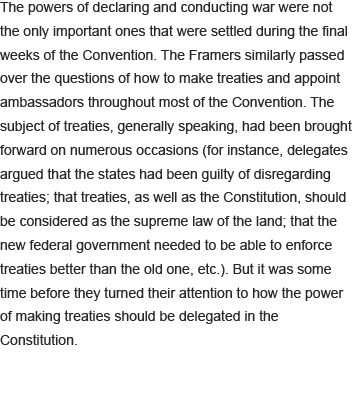 The powers of declaring and conducting war were not
the only important ones that were settled during the final
weeks of the Convention. The Framers similarly passed
over the questions of how to make treaties and appoint
ambassadors throughout most of the Convention. The
subject of treaties, generally speaking, had been brought
forward on numerous occasions (for instance, delegates
argued that the states had been guilty of disregarding
treaties; that treaties, as well as the Constitution, should
be considered as the supreme law of the land; that the
new federal government needed to be able to enforce
treaties better than the old one, etc.). But it was some
time before they turned their attention to how the power
of making treaties should be delegated in the
Constitution.